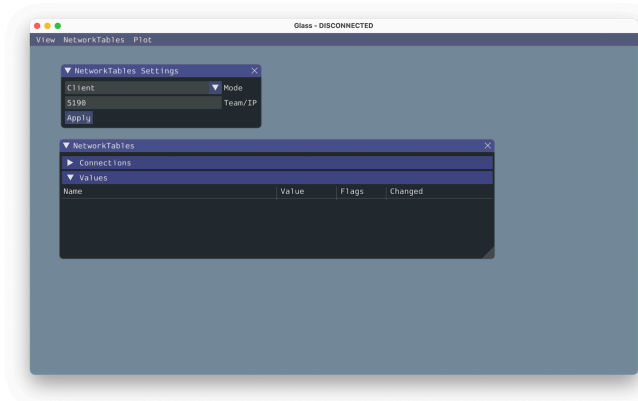 Glass - DISCONNECTED
View NetworkTables Plot
NetworkTables Settings
Client Mode
5190 Team/IP
Apply
NetworkTables
Connections
Values
Name Value Flags Changed